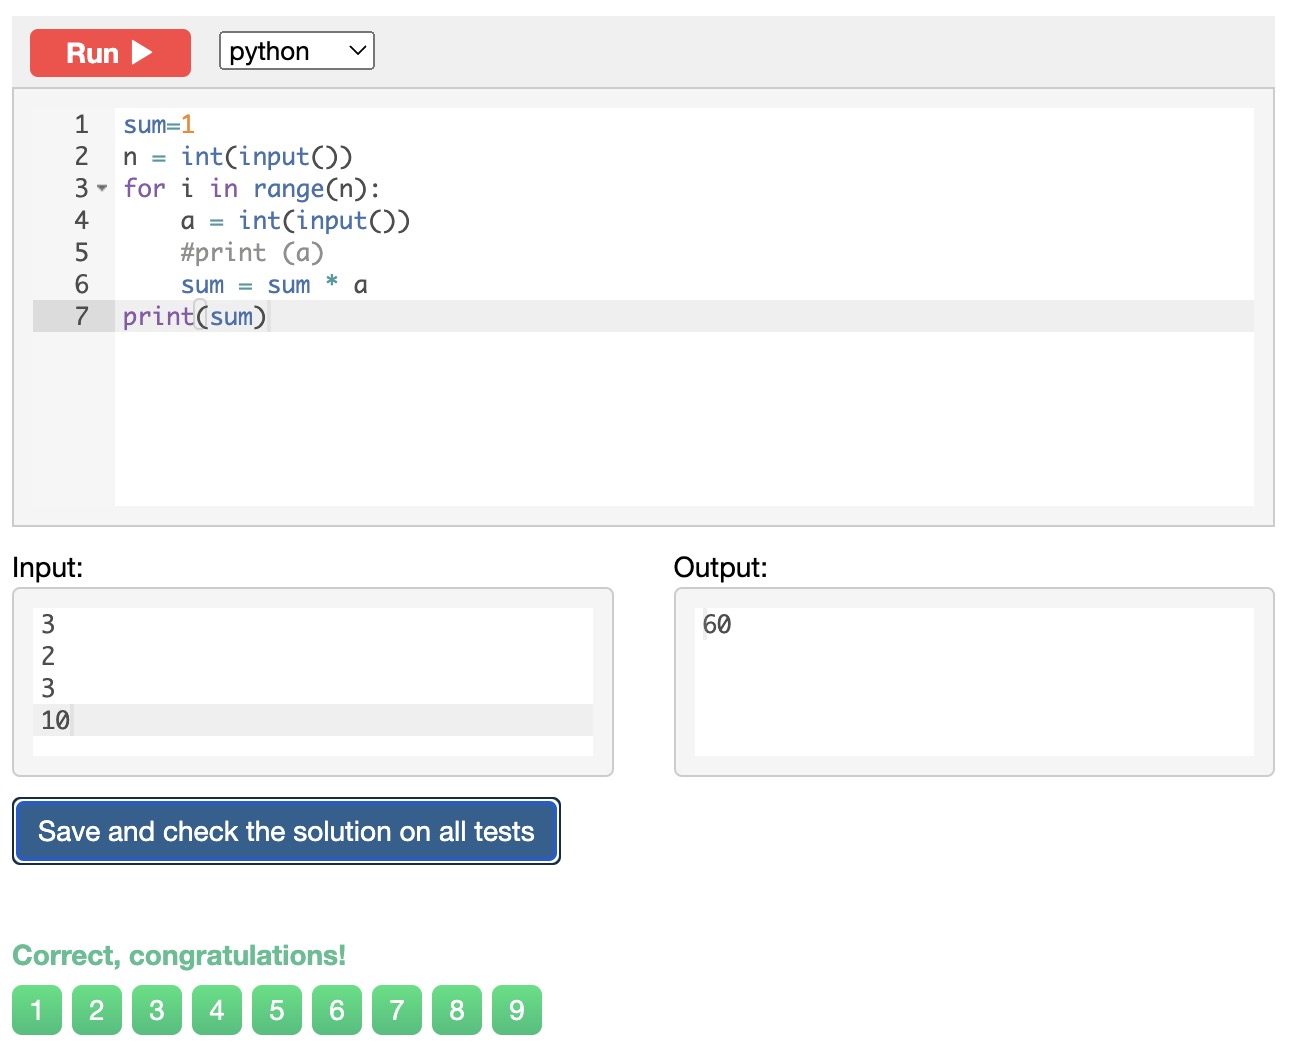 Run
python
1 sum=1
2 n = int(input())
3 for i in range(n):
4     a = int(input())
5     #print (a)
6     sum = sum * a
7 print(sum)
Input:
3
2
3
10
Output:
60
Save and check the solution on all tests
Correct, congratulations!
1 2 3 4 5 6 7 8 9